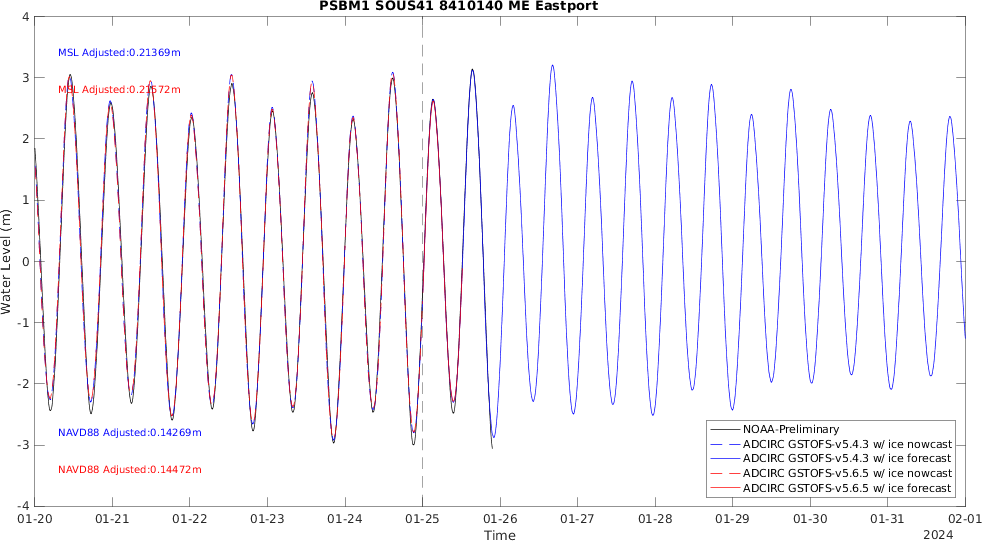 PSBM1 SOUS41 8410140 ME Eastport
4
MSL Adjusted:0.21369m
3
MSL Adjusted:0.21572m
2
1
0
Water Level (m)
-1
-2
NAVD88 Adjusted:0.14269m
-3
NAVD88 Adjusted:0.14472m
-4
NOAA-Preliminary
ADCIRC GSTOFS-v5.4.3 w/ ice nowcast
ADCIRC GSTOFS-v5.4.3 w/ ice forecast
ADCIRC GSTOFS-v5.6.5 w/ ice nowcast
ADCIRC GSTOFS-v5.6.5 w/ ice forecast
01-20 01-21 01-22 01-23 01-24 01-25 01-26 01-27 01-28 01-29 01-30 01-31 02-01
Time
2024